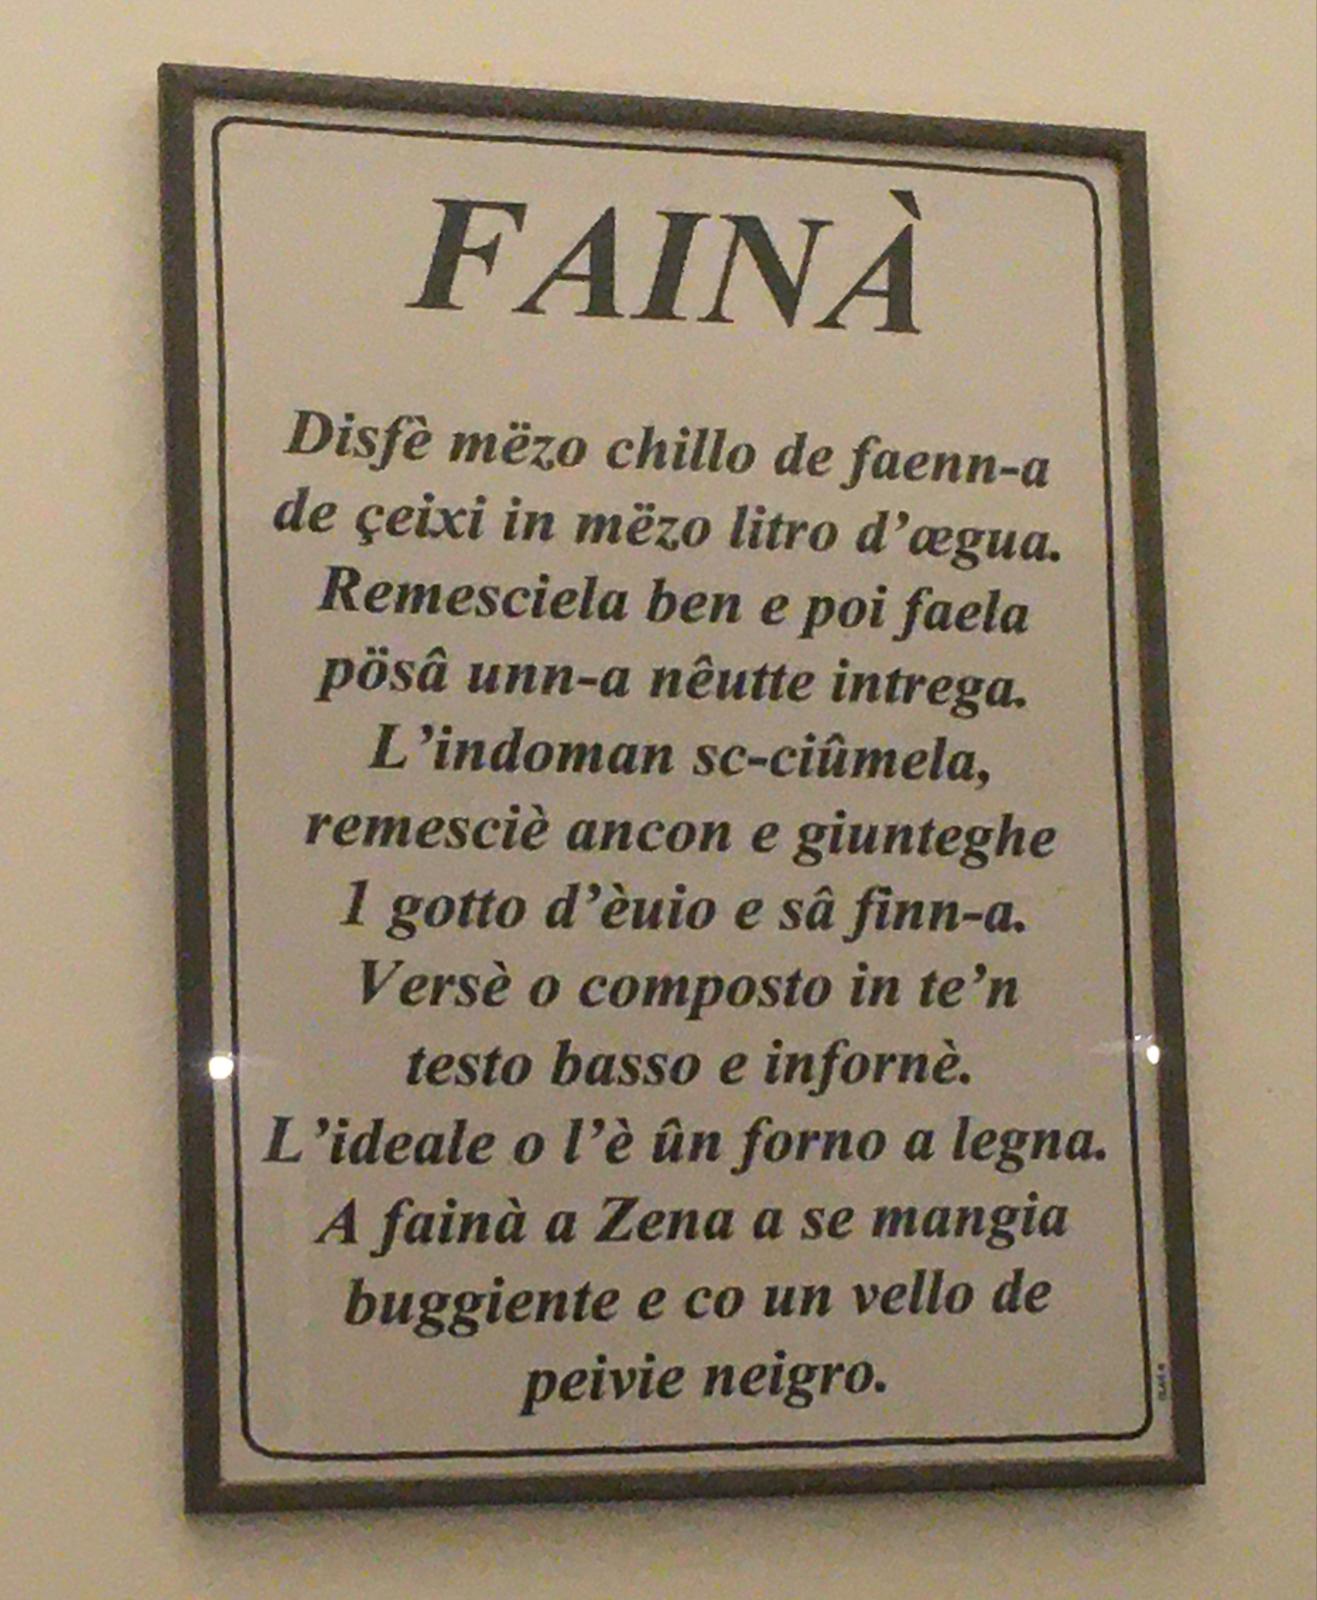 FAINÀ
Disfè mëzo chillo de faenn-a
de çeixi in mëzo litro d'œgua.
Remesciela ben e poi faela
pösâ unn-a nêutte intrega.
L'indoman sc-ciûmela,
remesciè ancon e giunteghe
1 gotto d'èuio e sâ finn-a.
Versè o composto in te'n
testo basso e infornè.
L'ideale o l'è ûn forno a legna.
A fainà a Zena a se mangia
buggiente e co un vello de
peivie neigro.